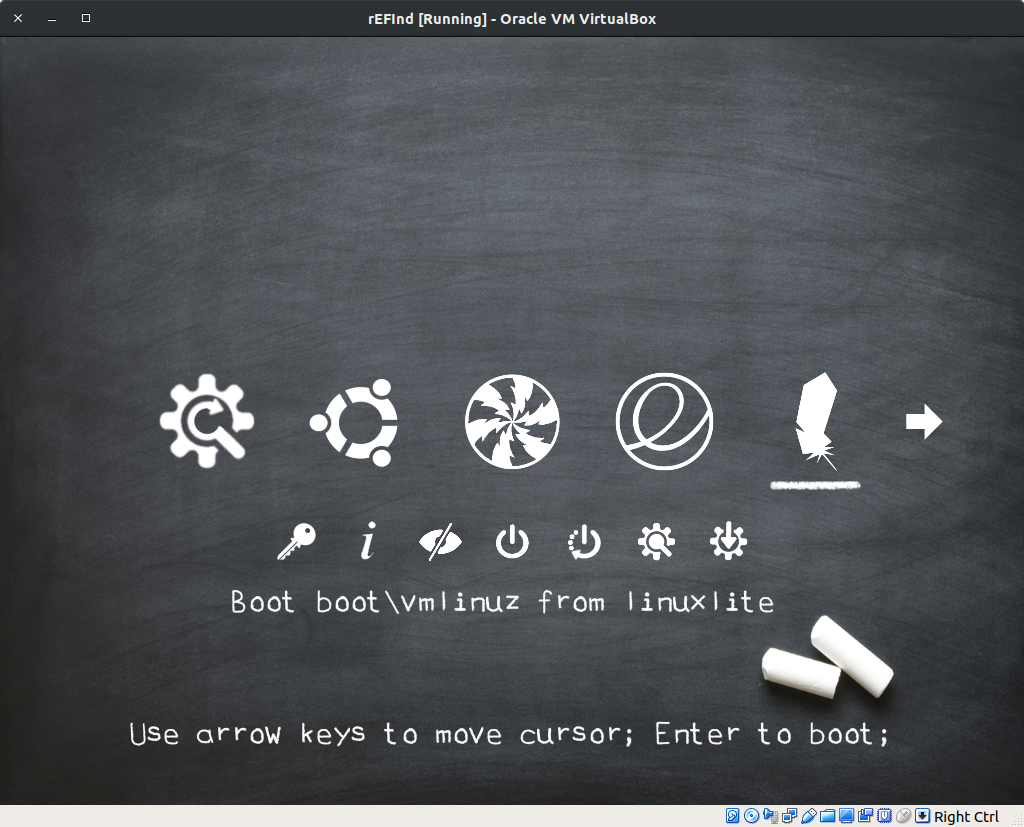 rEFInd [Running] - Oracle VM VirtualBox
Boot boot\vmlinuz from linuxlite
Use arrow keys to move cursor; Enter to boot;
Right Ctrl